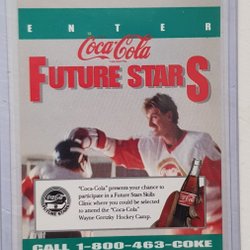 ENTER
Coca-Cola
FUTURE STARS
"Coca-Cola" presents your chance to
participate in a Future Stars Skills
Clinic where you could be selected
to attend the "Coca-Cola"
Wayne Gretzky Hockey Camp.
CALL 1-800-463-COKE